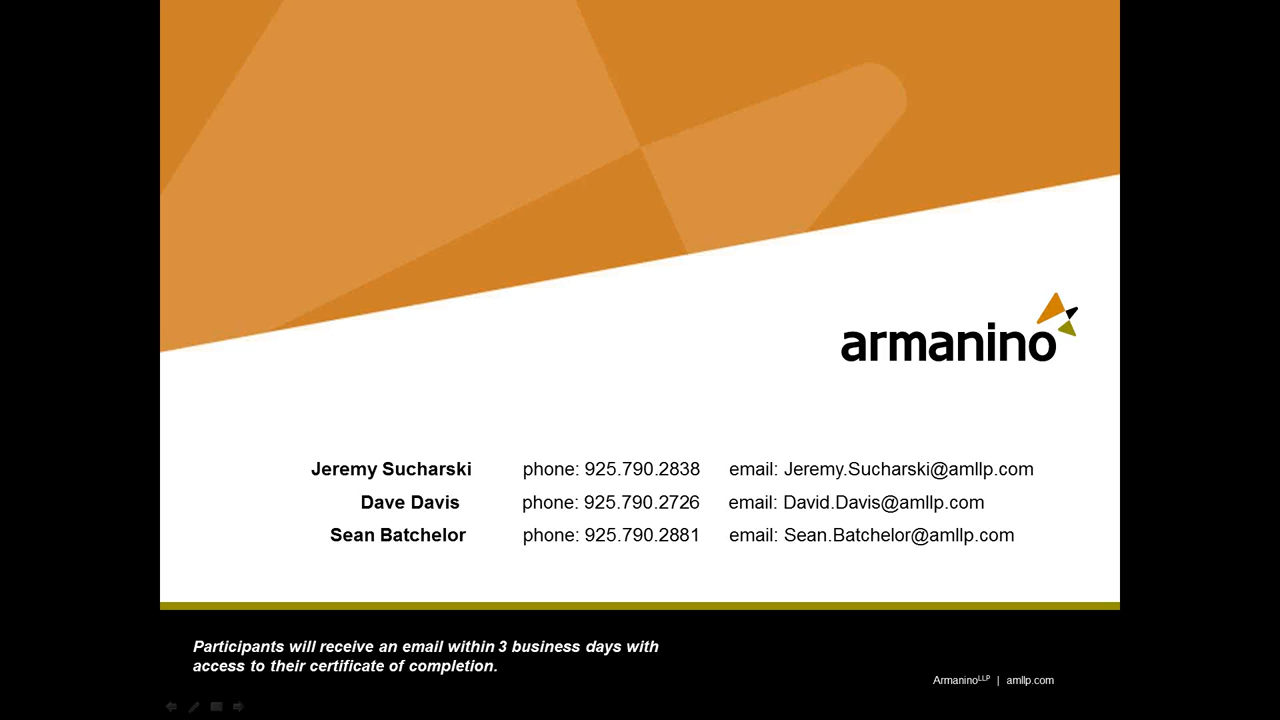 armanino
Jeremy Sucharski phone: 925.790.2838 email: Jeremy.Sucharski@amllp.com
Dave Davis phone: 925.790.2726 email: David.Davis@amllp.com
Sean Batchelor phone: 925.790.2881 email: Sean.Batchelor@amllp.com
Participants will receive an email within 3 business days with
access to their certificate of completion.
ArmaninoLLP | amllp.com